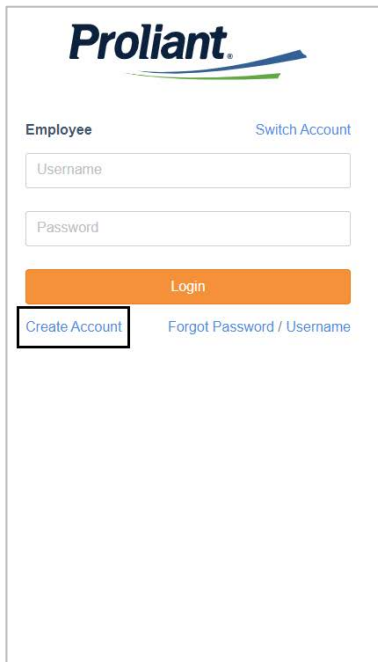 Proliant®
Employee Switch Account
Username
Password
Login
Create Account Forgot Password / Username